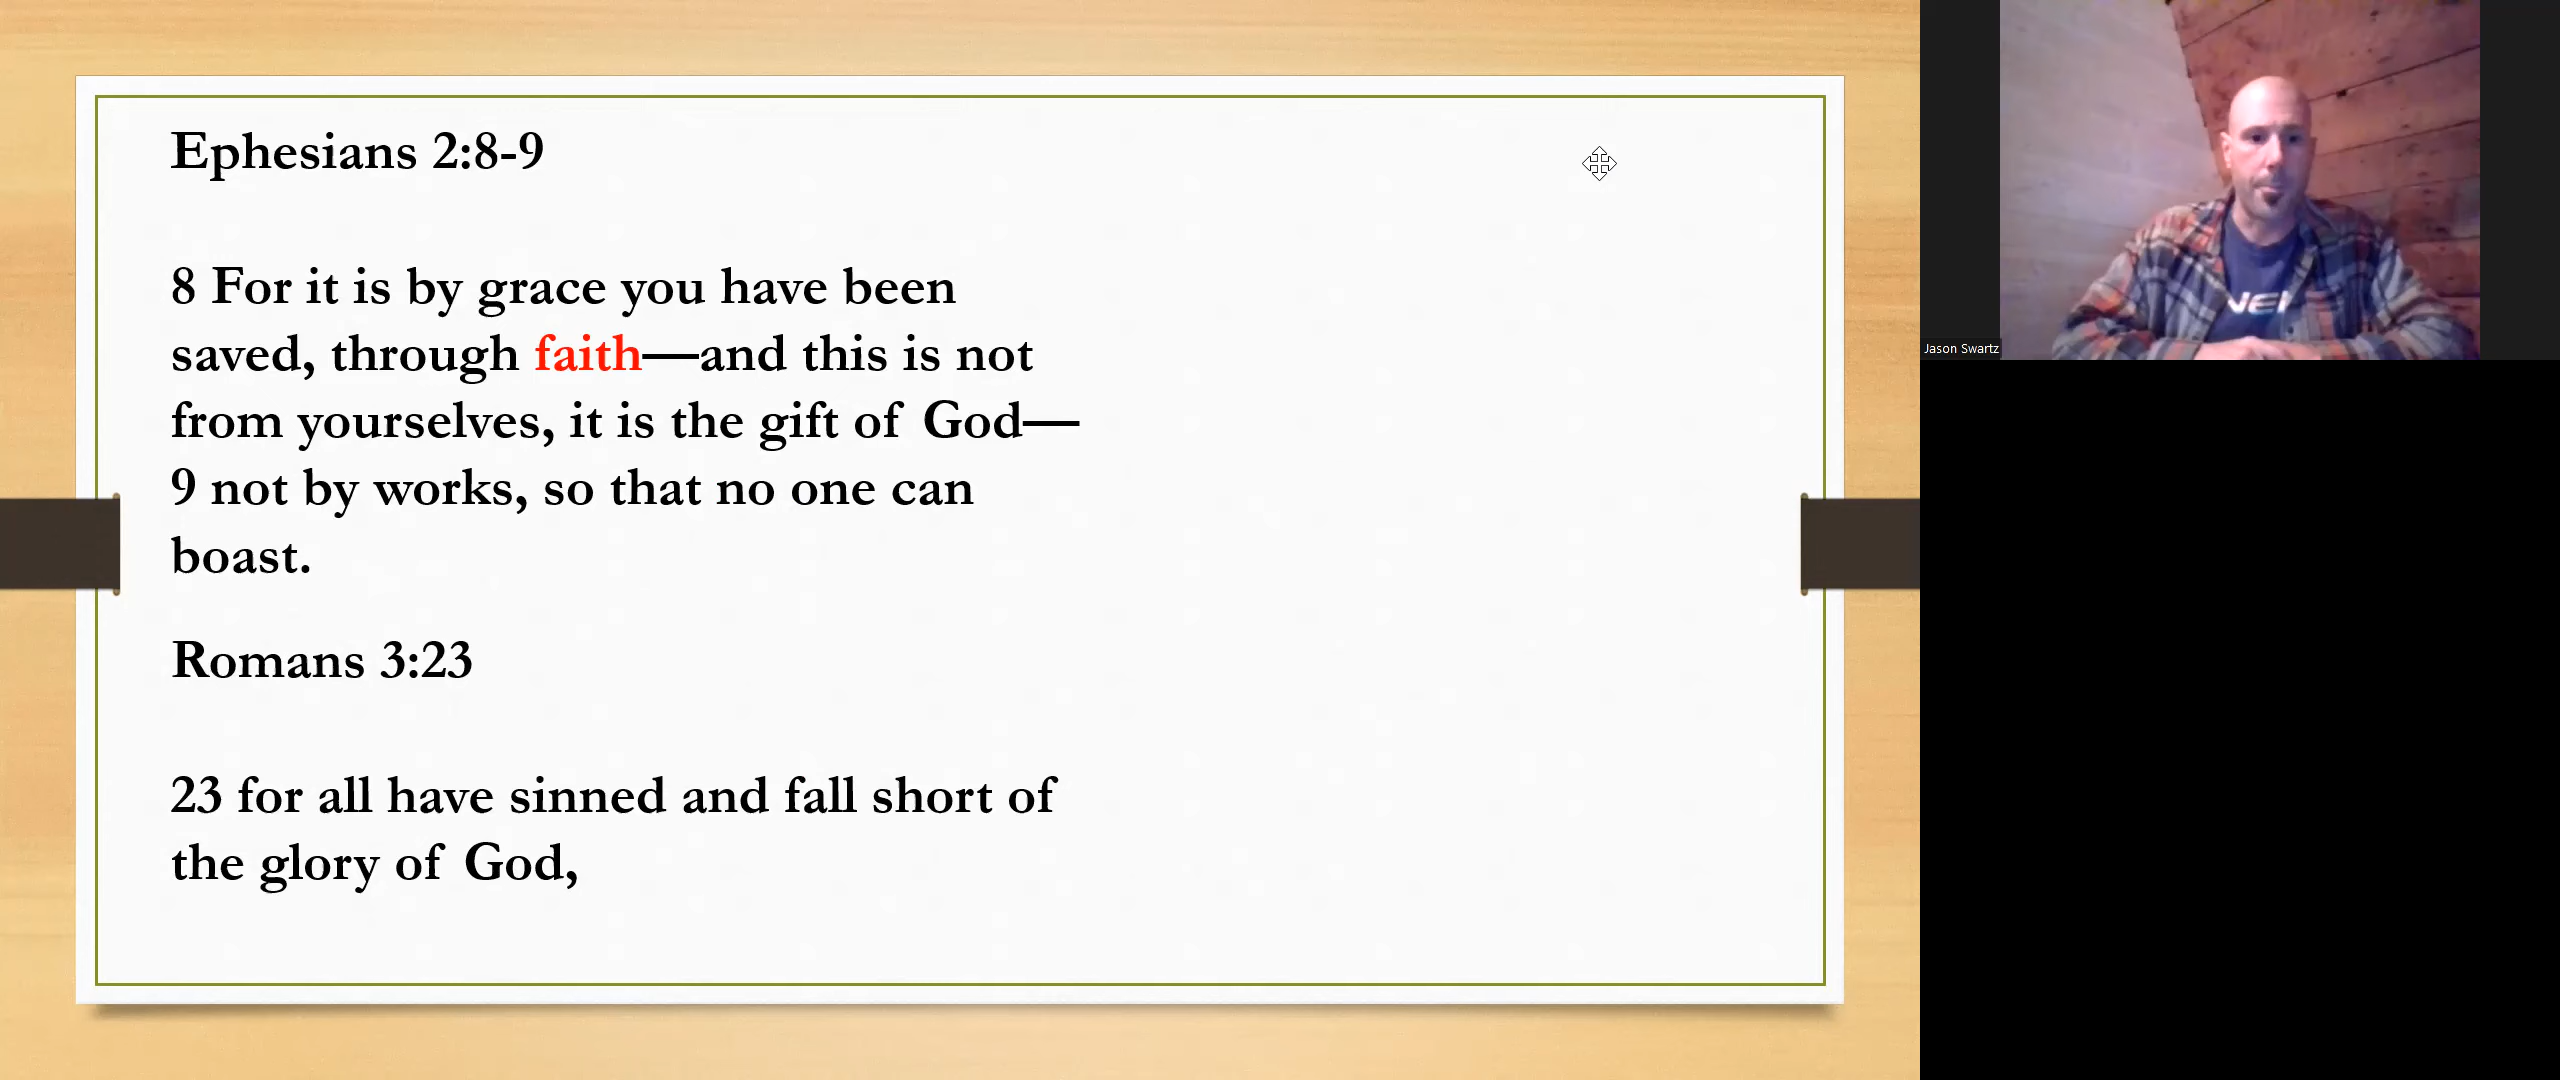 Ephesians 2:8-9
8 For it is by grace you have been
saved, through faith—and this is not
from yourselves, it is the gift of God—
9 not by works, so that no one can
boast.
Romans 3:23
23 for all have sinned and fall short of
the glory of God,
Jason Swartz